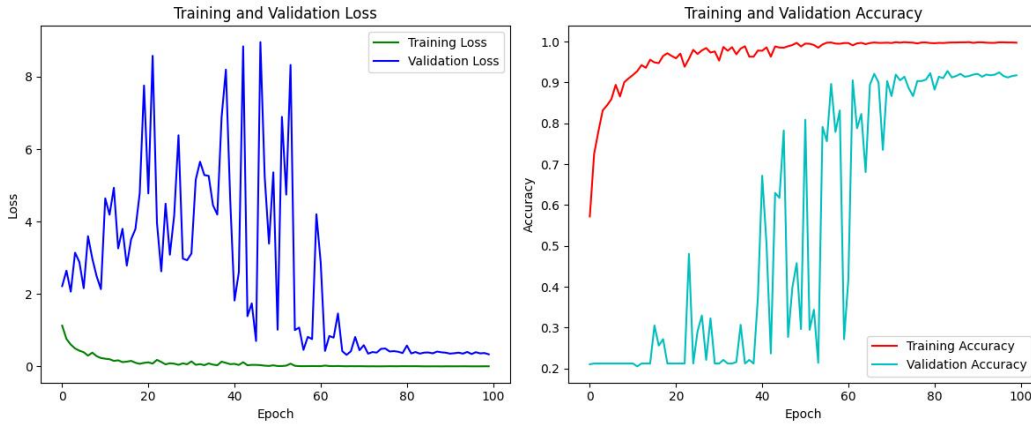 Training and Validation Loss
Training Loss
Validation Loss
8
6
4
2
0
Loss
0
20
40
60
80
100
Epoch
Training and Validation Accuracy
1.0
0.9
0.8
0.7
0.6
0.5
0.4
0.3
0.2
Accuracy
Training Accuracy
Validation Accuracy
0
20
40
60
80
100
Epoch